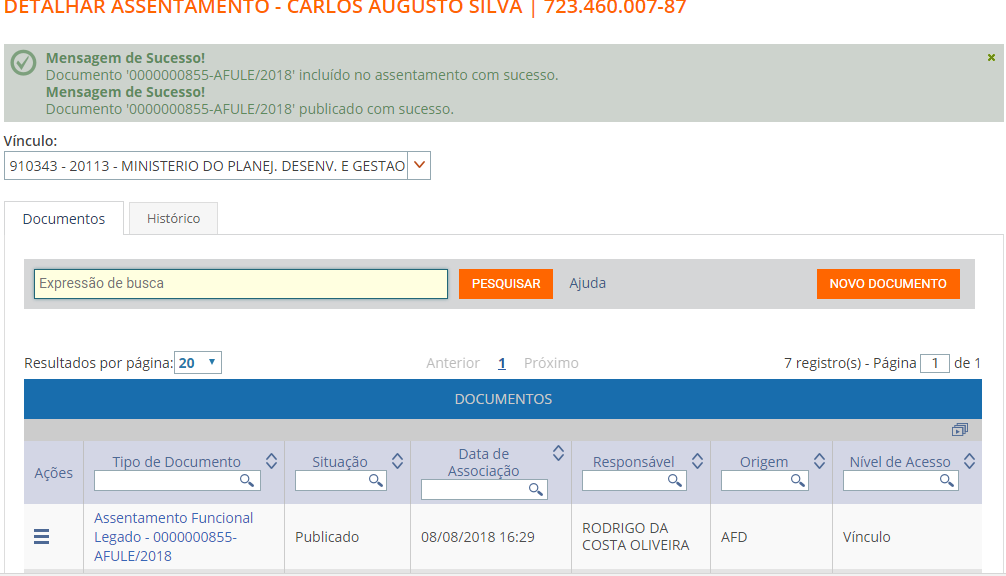 DETALHAR ASSENTAMENTO - CARLOS AUGUSTO SILVA | 723.460.007-87
Mensagem de Sucesso!
Documento '0000000855-AFULE/2018' incluído no assentamento com sucesso.
Mensagem de Sucesso!
Documento '0000000855-AFULE/2018' publicado com sucesso.
Vínculo:
910343 - 20113 - MINISTERIO DO PLANEJ. DESENV. E GESTAO
Documentos Histórico
Expressão de busca PESQUISAR Ajuda NOVO DOCUMENTO
Resultados por página: 20 Anterior 1 Próximo 7 registro(s) - Página 1 de 1
DOCUMENTOS
Ações Tipo de Documento Situação Data de Associação Responsável Origem Nível de Acesso
Assentamento Funcional
Legado - 0000000855-
AFULE/2018
Publicado
08/08/2018 16:29
RODRIGO DA
COSTA OLIVEIRA
AFD
Vínculo